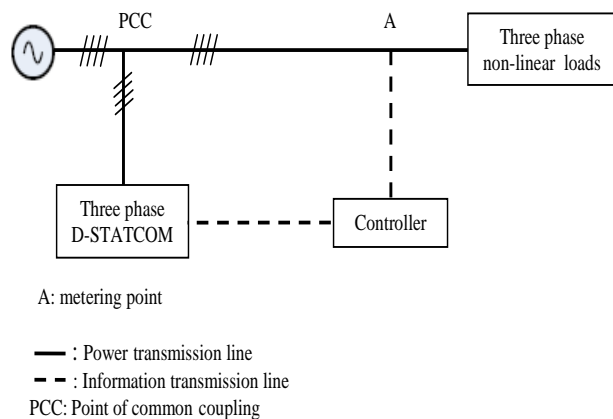 PCC
A
Three phase
non-linear loads
Three phase
D-STATCOM
Controller
A: metering point
: Power transmission line
: Information transmission line
PCC: Point of common coupling